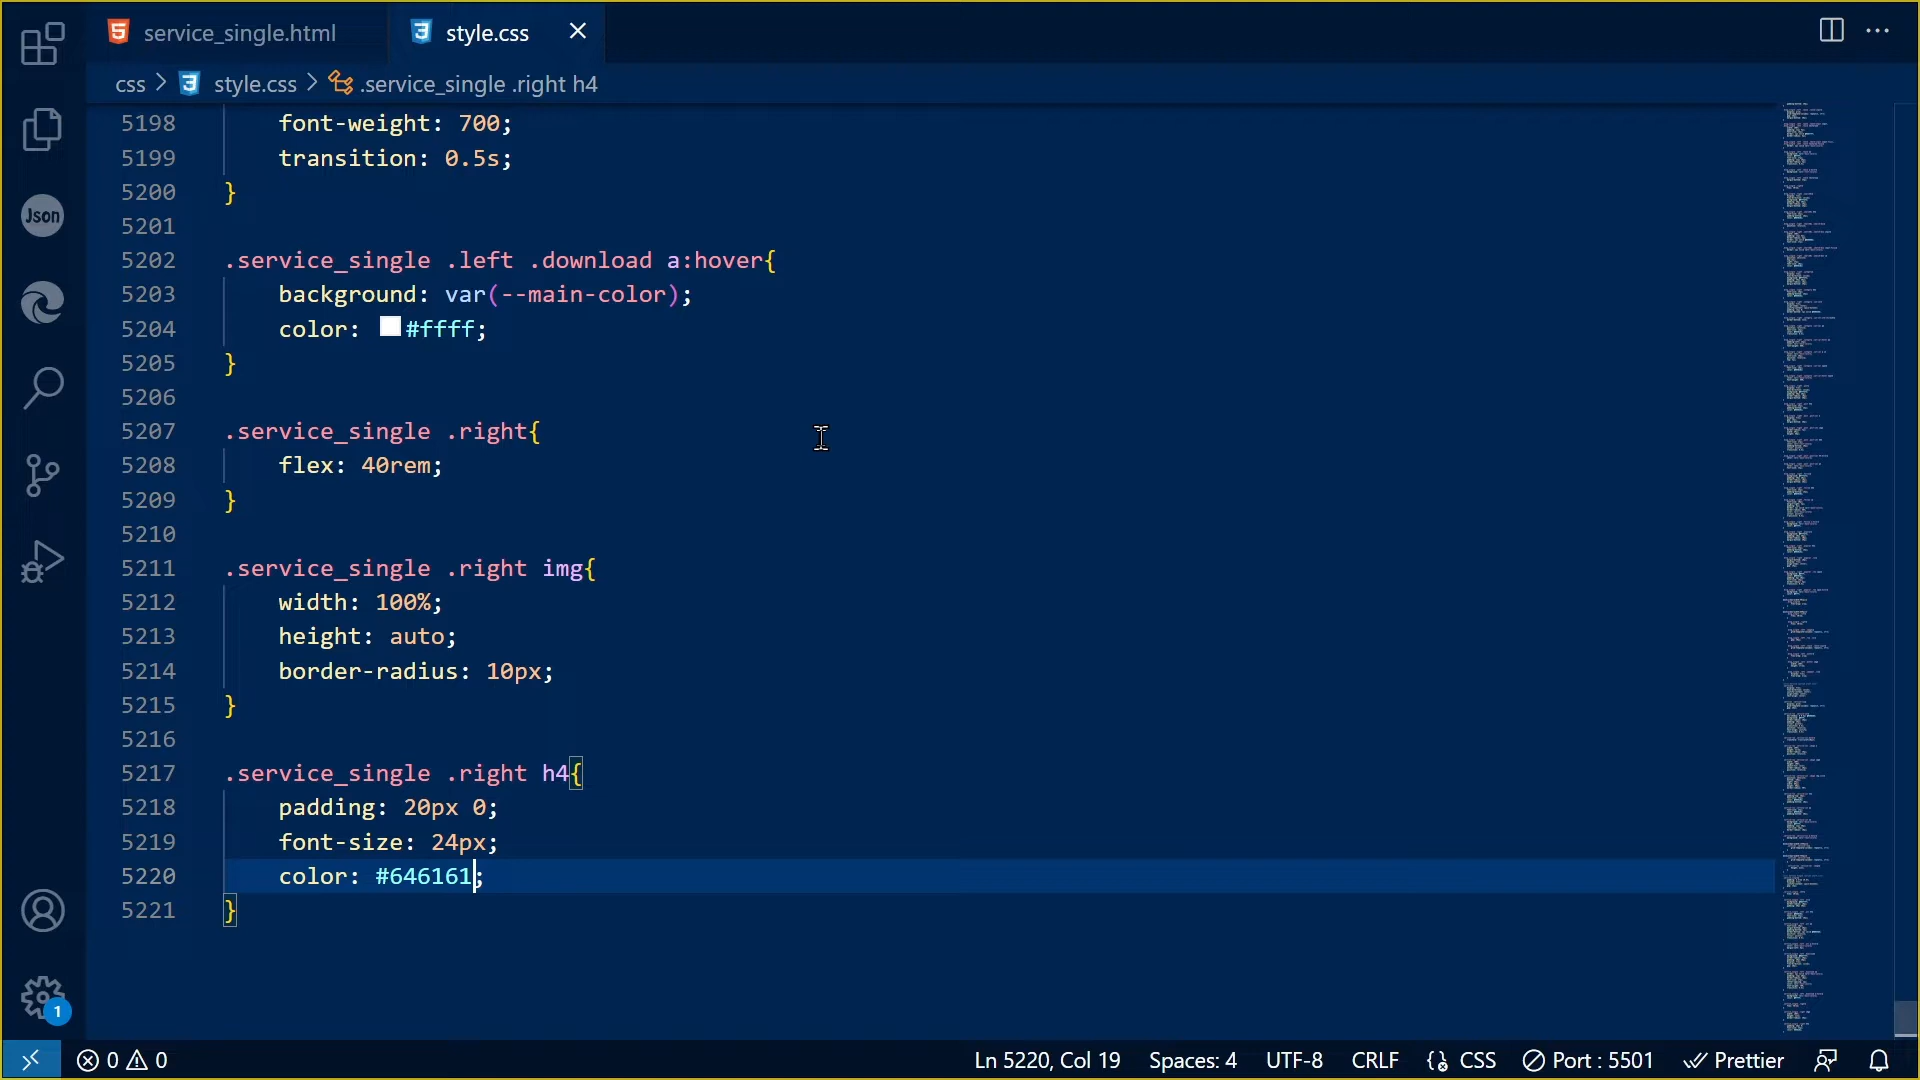 service_single.html
style.css
css > style.css > .service_single .right h4
5198 font-weight: 700;
5199 transition: 0.5s;
5200 }
5201
5202 .service_single .left .download a:hover{
5203 background: var(--main-color);
5204 color: #ffff;
5205 }
5206
5207 .service_single .right{
5208 flex: 40rem;
5209 }
5210
5211 .service_single .right img{
5212 width: 100%;
5213 height: auto;
5214 border-radius: 10px;
5215 }
5216
5217 .service_single .right h4{
5218 padding: 20px 0;
5219 font-size: 24px;
5220 color: #646161;
5221 }
Json
1
0 0 Ln 5220, Col 19 Spaces: 4 UTF-8 CRLF CSS Port : 5501 Prettier